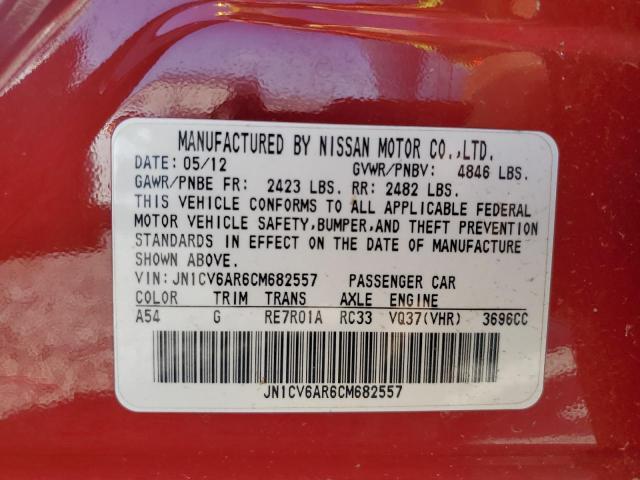 MANUFACTURED BY NISSAN MOTOR CO.,LTD.
DATE: 05/12 GVWR/PNBV: 4846 LBS.
GAWR/PNBE FR: 2423 LBS. RR: 2482 LBS.
THIS VEHICLE CONFORMS TO ALL APPLICABLE FEDERAL
MOTOR VEHICLE SAFETY,BUMPER,AND THEFT PREVENTION
STANDARDS IN EFFECT ON THE DATE OF MANUFACTURE
SHOWN ABOVE.
VIN: JN1CV6AR6CM682557 PASSENGER CAR
COLOR TRIM TRANS AXLE ENGINE
A54 G RE7R01A RC33 VQ37(VHR) 3696CC
JN1CV6AR6CM682557